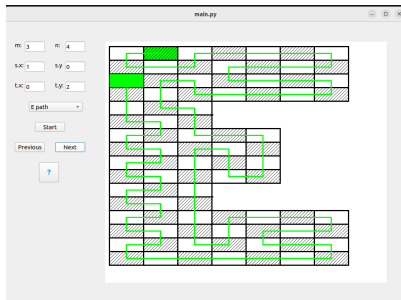 main.py
m: 3 n: 4
s.x: 1 s.y 0
t.x: 0 t.y: 2
E path
Start
Previous Next
?